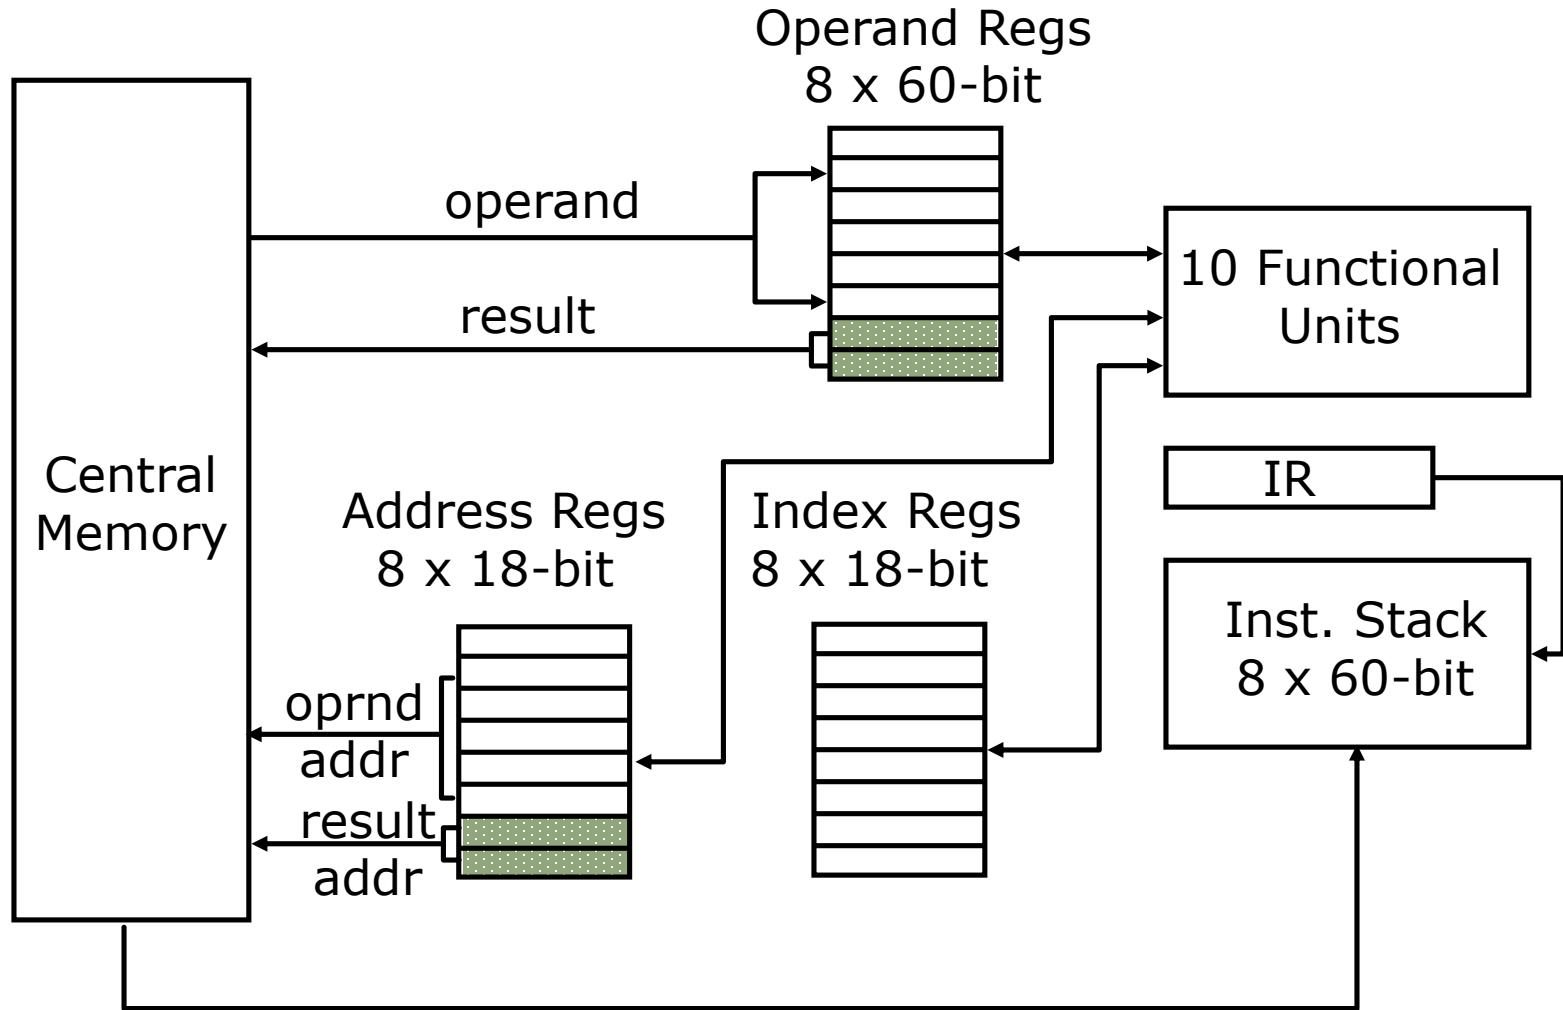 Operand Regs
8 x 60-bit
operand
result
10 Functional
Units
Central
Memory
IR
Address Regs
8 x 18-bit
Index Regs
8 x 18-bit
Inst. Stack
8 x 60-bit
oprnd
addr
result
addr